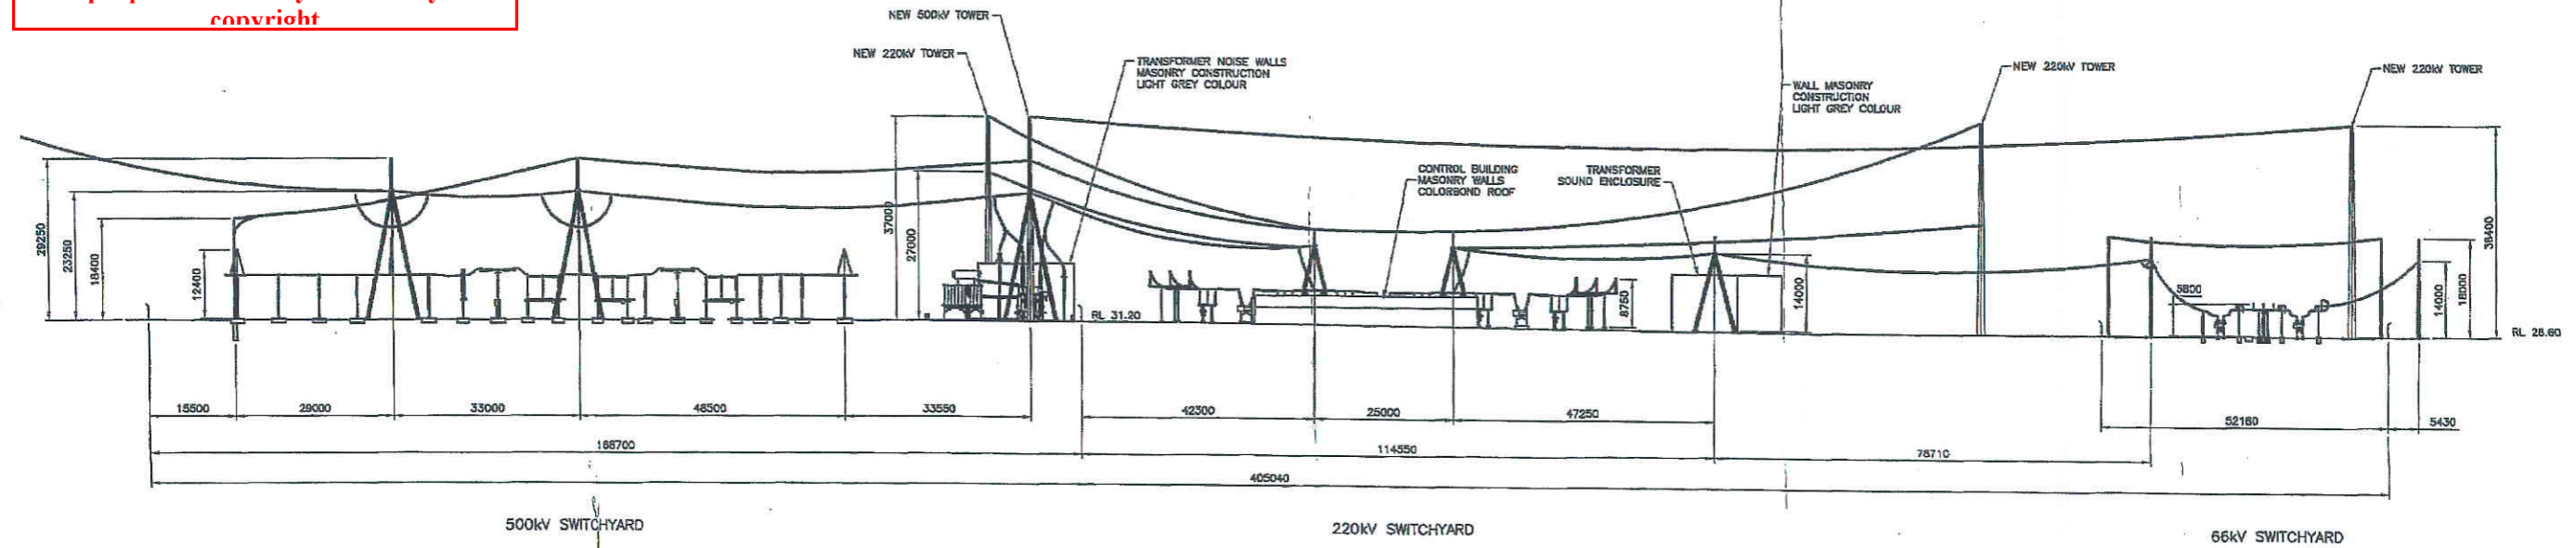 copyright
NEW 500kV TOWER
NEW 220kV TOWER
TRANSFORMER NOISE WALLS
MASONRY CONSTRUCTION
LIGHT GREY COLOUR
NEW 220kV TOWER
NEW 220kV TOWER
WALL MASONRY
CONSTRUCTION
LIGHT GREY COLOUR
CONTROL BUILDING
MASONRY WALLS
COLORBOND ROOF
TRANSFORMER
SOUND ENCLOSURE
29250
23250
18400
12400
37000
27000
8760
14000
5800
14000
18000
38400
RL 31.20
RL 28.60
15500
29000
33000
48500
33550
42300
25000
47250
52160
5430
168700
114550
78710
405040
500kV SWITCHYARD
220kV SWITCHYARD
66kV SWITCHYARD